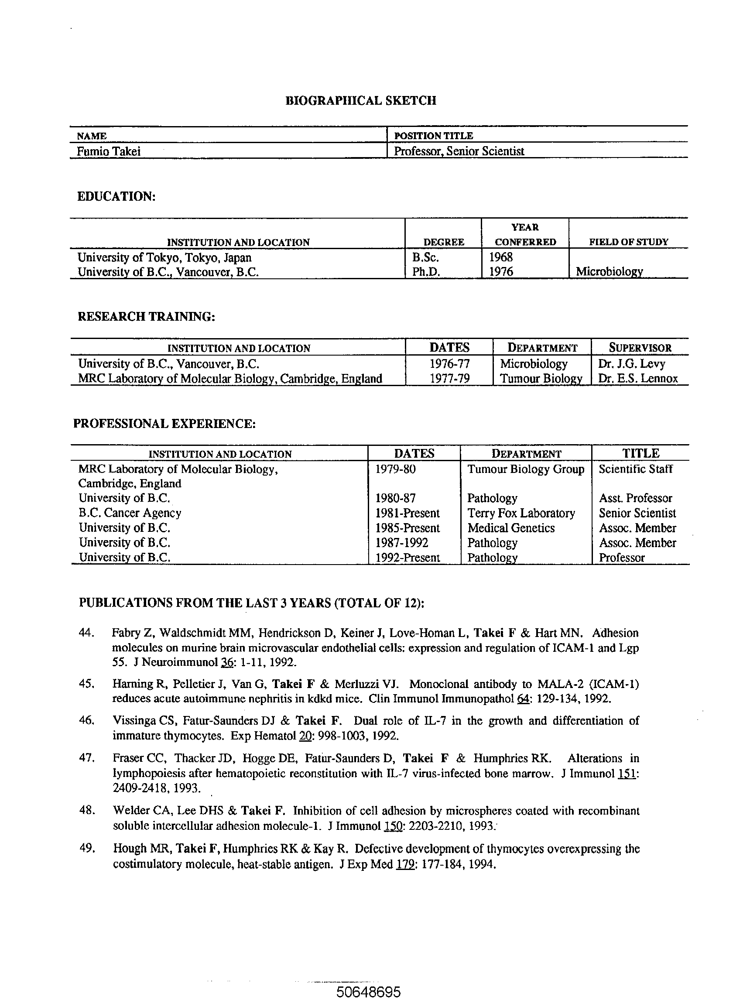 BIOGRAPHICAL SKETCH
NAME POSITION TITLE
Fumio Takei Professor, Senior Scientist
EDUCATION:
INSTITUTION AND LOCATION DEGREE YEAR CONFERRED FIELD OF STUDY
University of Tokyo, Tokyo, Japan B.Sc. 1968
University of B.C., Vancouver, B.C. Ph.D. 1976 Microbiology
RESEARCH TRAINING:
INSTITUTION AND LOCATION DATES DEPARTMENT SUPERVISOR
University of B.C., Vancouver, B.C. 1976-77 Microbiology Dr. J.G. Levy
MRC Laboratory of Molecular Biology, Cambridge, England 1977-79 Tumour Biology Dr. E.S. Lennox
PROFESSIONAL EXPERIENCE:
INSTITUTION AND LOCATION DATES DEPARTMENT TITLE
MRC Laboratory of Molecular Biology, 1979-80 Tumour Biology Group Scientific Staff
Cambridge, England
University of B.C. 1980-87 Pathology Asst. Professor
B.C. Cancer Agency 1981-Present Terry Fox Laboratory Senior Scientist
University of B.C. 1985-Present Medical Genetics Assoc. Member
University of B.C. 1987-1992 Pathology Assoc. Member
University of B.C. 1992-Present Pathology Professor
PUBLICATIONS FROM THE LAST 3 YEARS (TOTAL OF 12):
44. Fabry Z, Waldschmidt MM, Hendrickson D, Keiner J, Love-Homan L, Takei F & Hart MN. Adhesion
molecules on murine brain microvascular endothelial cells: expression and regulation of ICAM-1 and Lgp
55. J Neuroimmunol 36: 1-11, 1992.
45. Harning R, Pelletier J, Van G, Takei F & Merluzzi VJ. Monoclonal antibody to MALA-2 (ICAM-1)
reduces acute autoimmune nephritis in kdkd mice. Clin Immunol Immunopathol 64: 129-134, 1992.
46. Vissinga CS, Fatur-Saunders DJ & Takei F. Dual role of IL-7 in the growth and differentiation of
immature thymocytes. Exp Hematol 20: 998-1003, 1992.
47. Fraser CC, Thacker JD, Hogge DE, Fatur-Saunders D, Takei F & Humphries RK. Alterations in
lymphopoiesis after hematopoietic reconstitution with IL-7 virus-infected bone marrow. J Immunol 151:
2409-2418, 1993.
48. Welder CA, Lee DHS & Takei F. Inhibition of cell adhesion by microspheres coated with recombinant
soluble intercellular adhesion molecule-1. J Immunol 150: 2203-2210, 1993.
49. Hough MR, Takei F, Humphries RK & Kay R. Defective development of thymocytes overexpressing the
costimulatory molecule, heat-stable antigen. J Exp Med 179: 177-184, 1994.
50648695